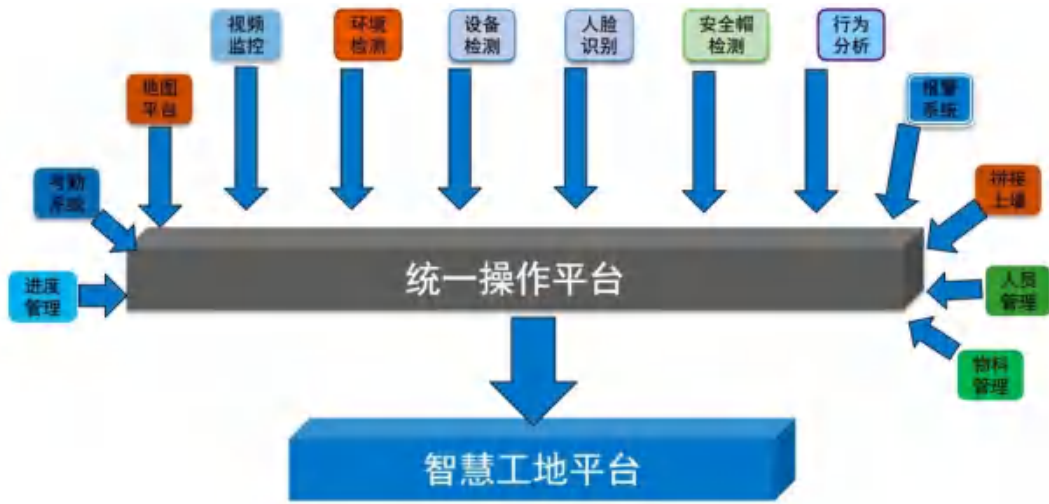 视频
监控
环境
检测
设备
检测
人脸
识别
安全帽
检测
行为
分析
地图
平台
报警
系统
考勤
系统
拼接
上墙
进度
管理
统一操作平台
人员
管理
物料
管理
智慧工地平台